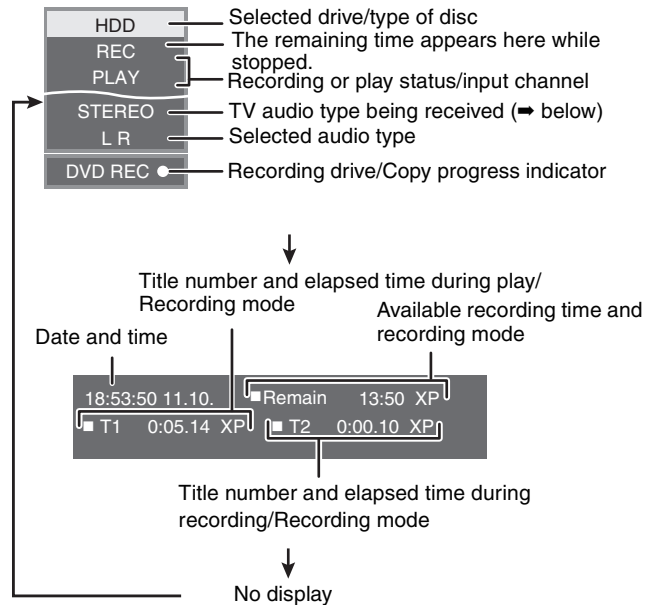 HDD
Selected drive/type of disc
REC
The remaining time appears here while
stopped.
PLAY
Recording or play status/input channel
STEREO
TV audio type being received (➡ below)
L R
Selected audio type
DVD REC ●
Recording drive/Copy progress indicator
Title number and elapsed time during play/
Recording mode
Available recording time and
recording mode
Date and time
18:53:50 11.10.
Remain 13:50 XP
T1 0:05.14 XP
T2 0:00.10 XP
Title number and elapsed time during
recording/Recording mode
No display